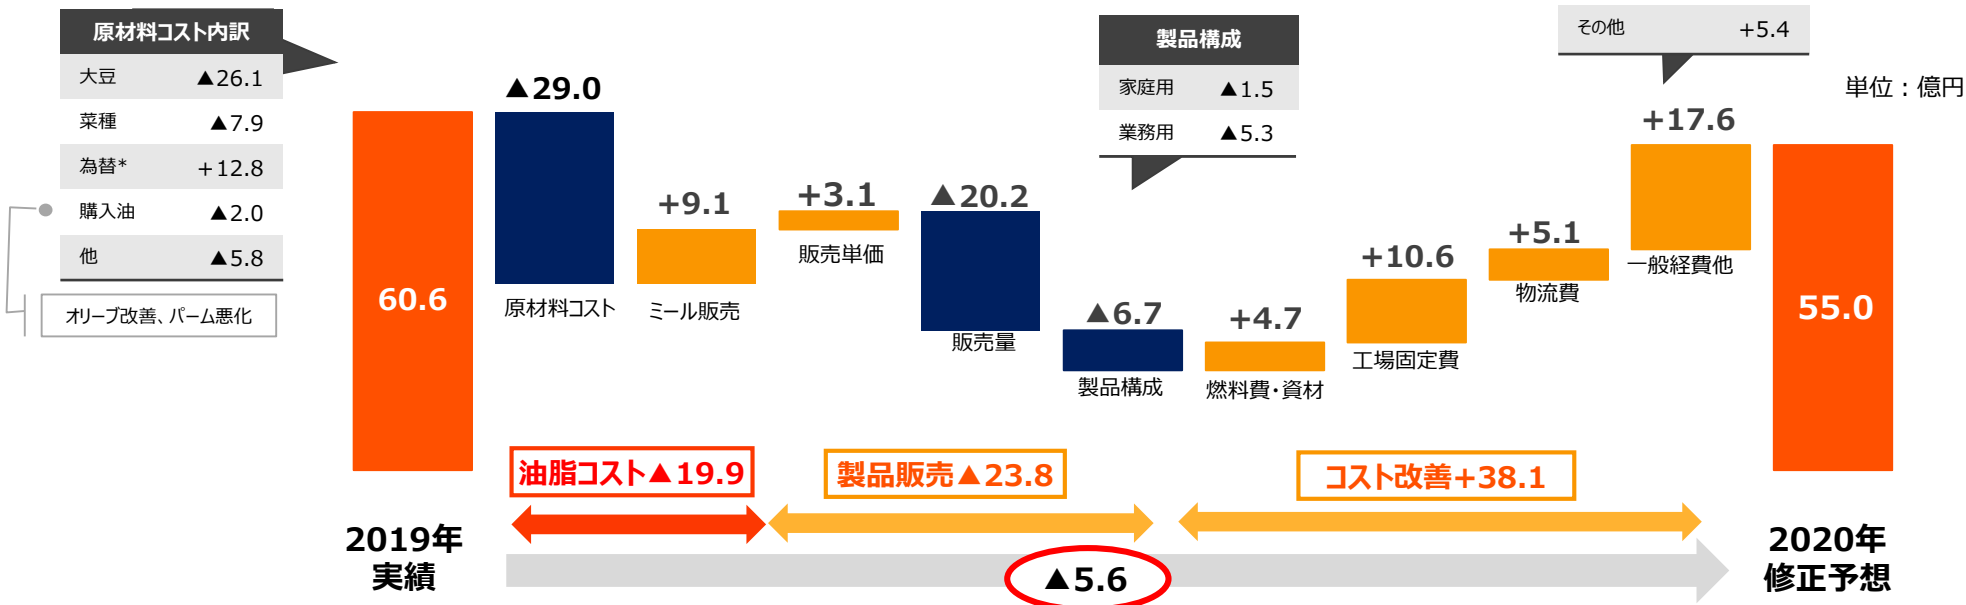 原材料コスト内訳
大豆 ▲26.1
菜種 ▲7.9
為替* +12.8
購入油 ▲2.0
他 ▲5.8
オリーブ改善、パーム悪化
製品構成
家庭用 ▲1.5
業務用 ▲5.3
その他 +5.4
単位：億円
60.6
▲29.0
原材料コスト
+9.1
ミール販売
+3.1
販売単価
▲20.2
販売量
▲6.7
製品構成
+4.7
燃料費・資材
+10.6
工場固定費
+5.1
物流費
+17.6
一般経費他
55.0
油脂コスト▲19.9
製品販売▲23.8
コスト改善+38.1
2019年
実績
▲5.6
2020年
修正予想